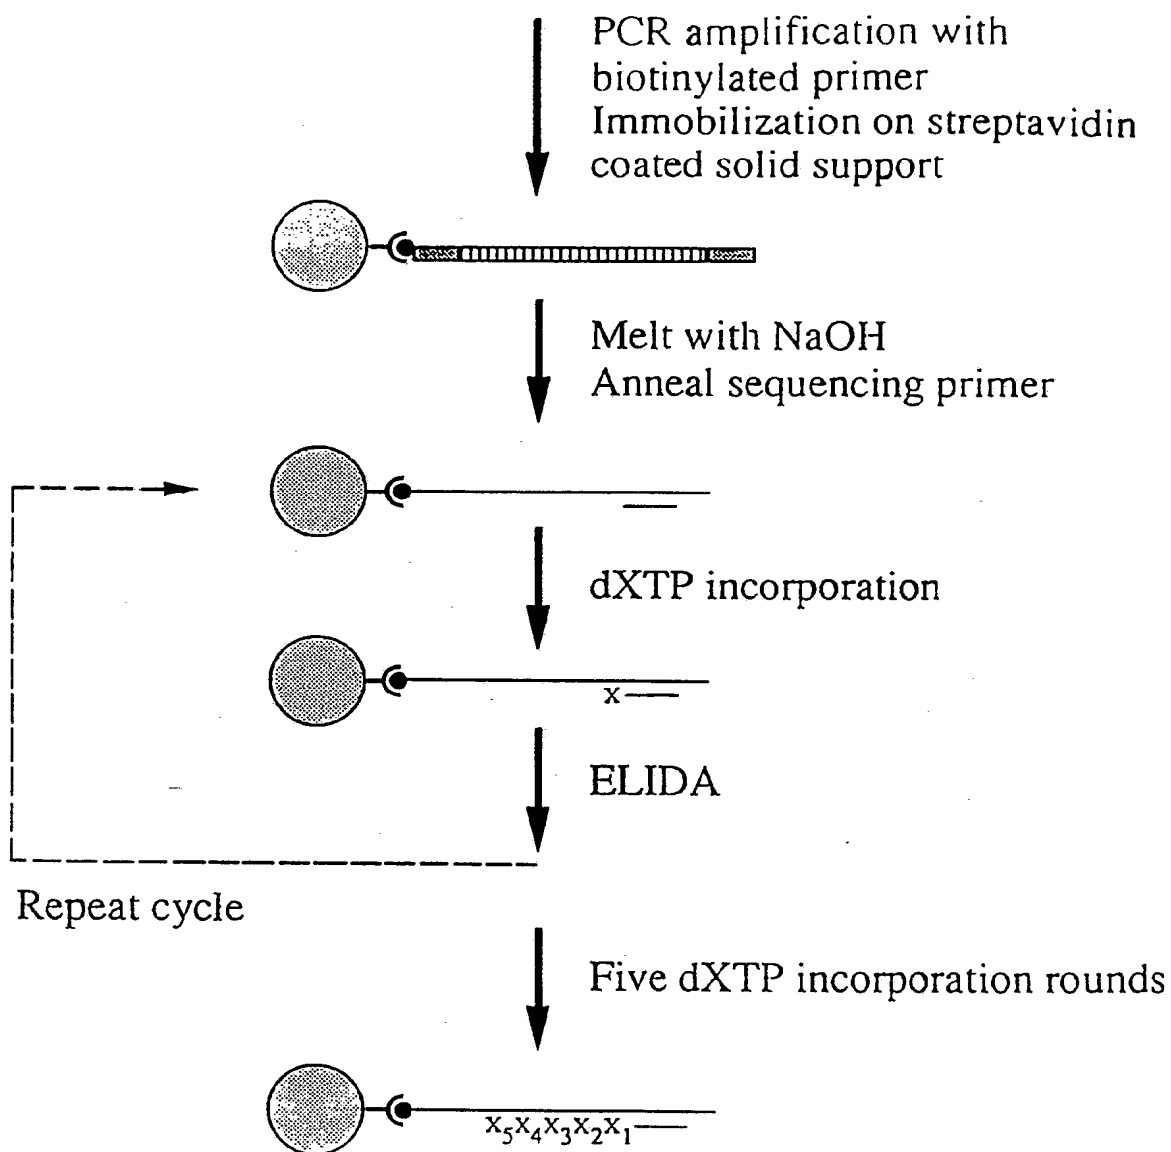 PCR amplification with
biotinylated primer
Immobilization on streptavidin
coated solid support
Melt with NaOH
Anneal sequencing primer
dXTP incorporation
x
ELIDA
Repeat cycle
Five dXTP incorporation rounds
x₅x₄x₃x₂x₁